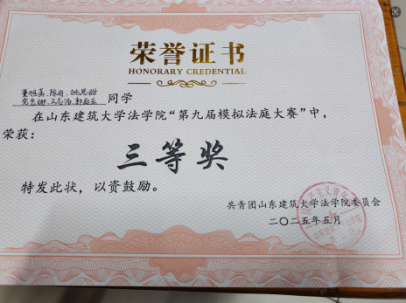 荣誉证书
HONORARY CREDENTIAL
同学
在山东建筑大学法学院“第九届模拟法庭大赛”中，
荣获：
三等奖
特发此状，以资鼓励。
共青团山东建筑大学法学院委员会
二〇二五年五月